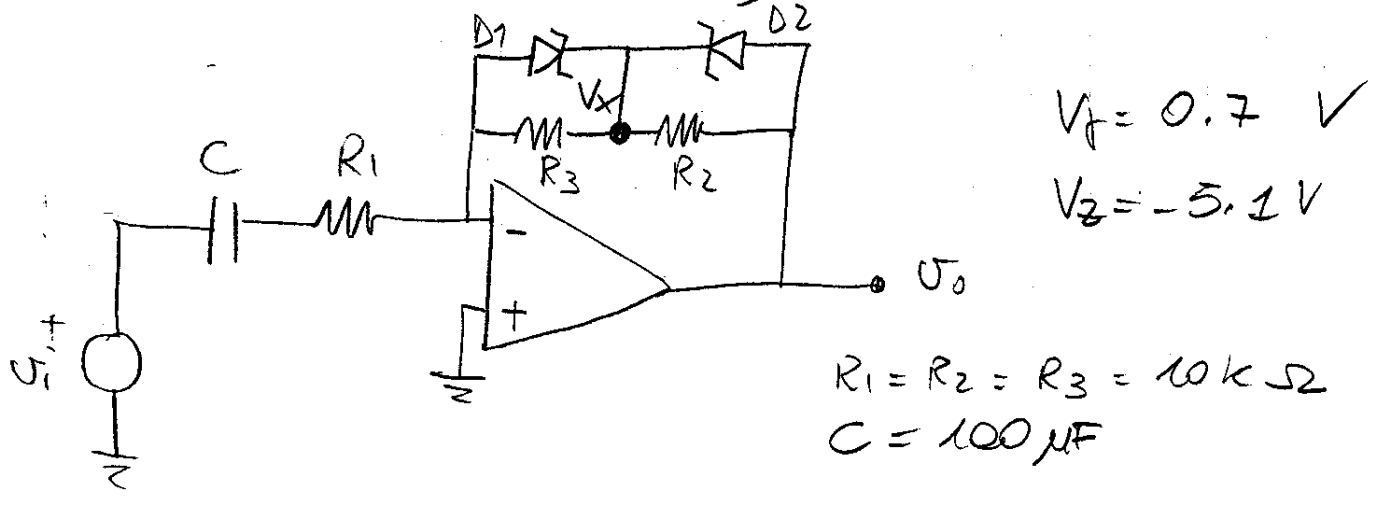 D1
D2
Vx
R3
R2
C
R1
-
+
+
vi
vo
Vf = 0.7 V
Vz = -5.1 V
R1 = R2 = R3 = 10 k Ω
C = 100 μF